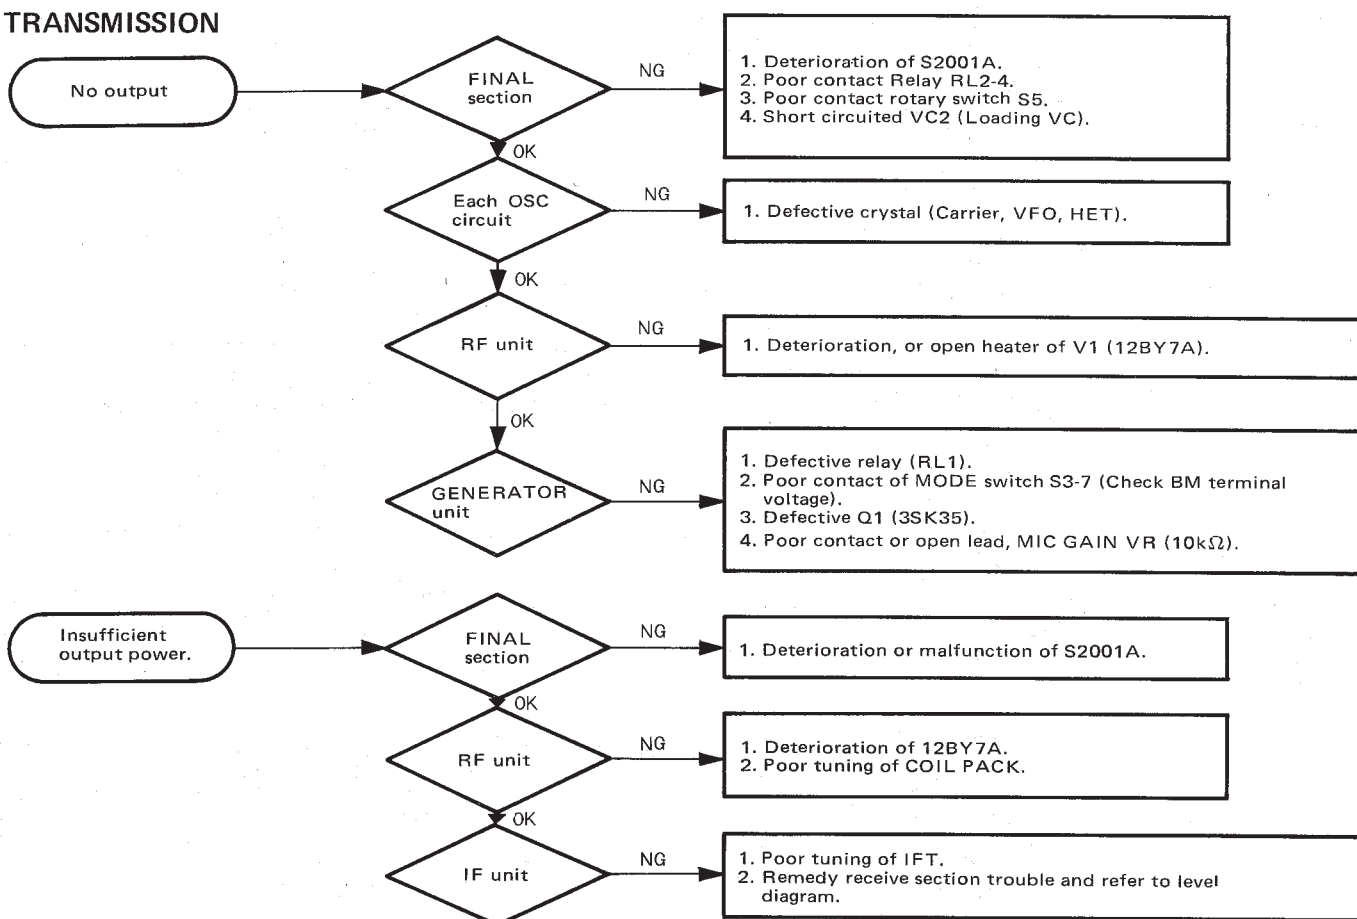 TRANSMISSION
No output
FINAL
section
NG
1. Deterioration of S2001A.
2. Poor contact Relay RL2-4.
3. Poor contact rotary switch S5.
4. Short circuited VC2 (Loading VC).
OK
Each OSC
circuit
NG
1. Defective crystal (Carrier, VFO, HET).
OK
RF unit
NG
1. Deterioration, or open heater of V1 (12BY7A).
OK
GENERATOR
unit
NG
1. Defective relay (RL1).
2. Poor contact of MODE switch S3-7 (Check BM terminal
voltage).
3. Defective Q1 (3SK35).
4. Poor contact or open lead, MIC GAIN VR (10kΩ).
Insufficient
output power.
FINAL
section
NG
1. Deterioration or malfunction of S2001A.
OK
RF unit
NG
1. Deterioration of 12BY7A.
2. Poor tuning of COIL PACK.
OK
IF unit
NG
1. Poor tuning of IFT.
2. Remedy receive section trouble and refer to level
diagram.